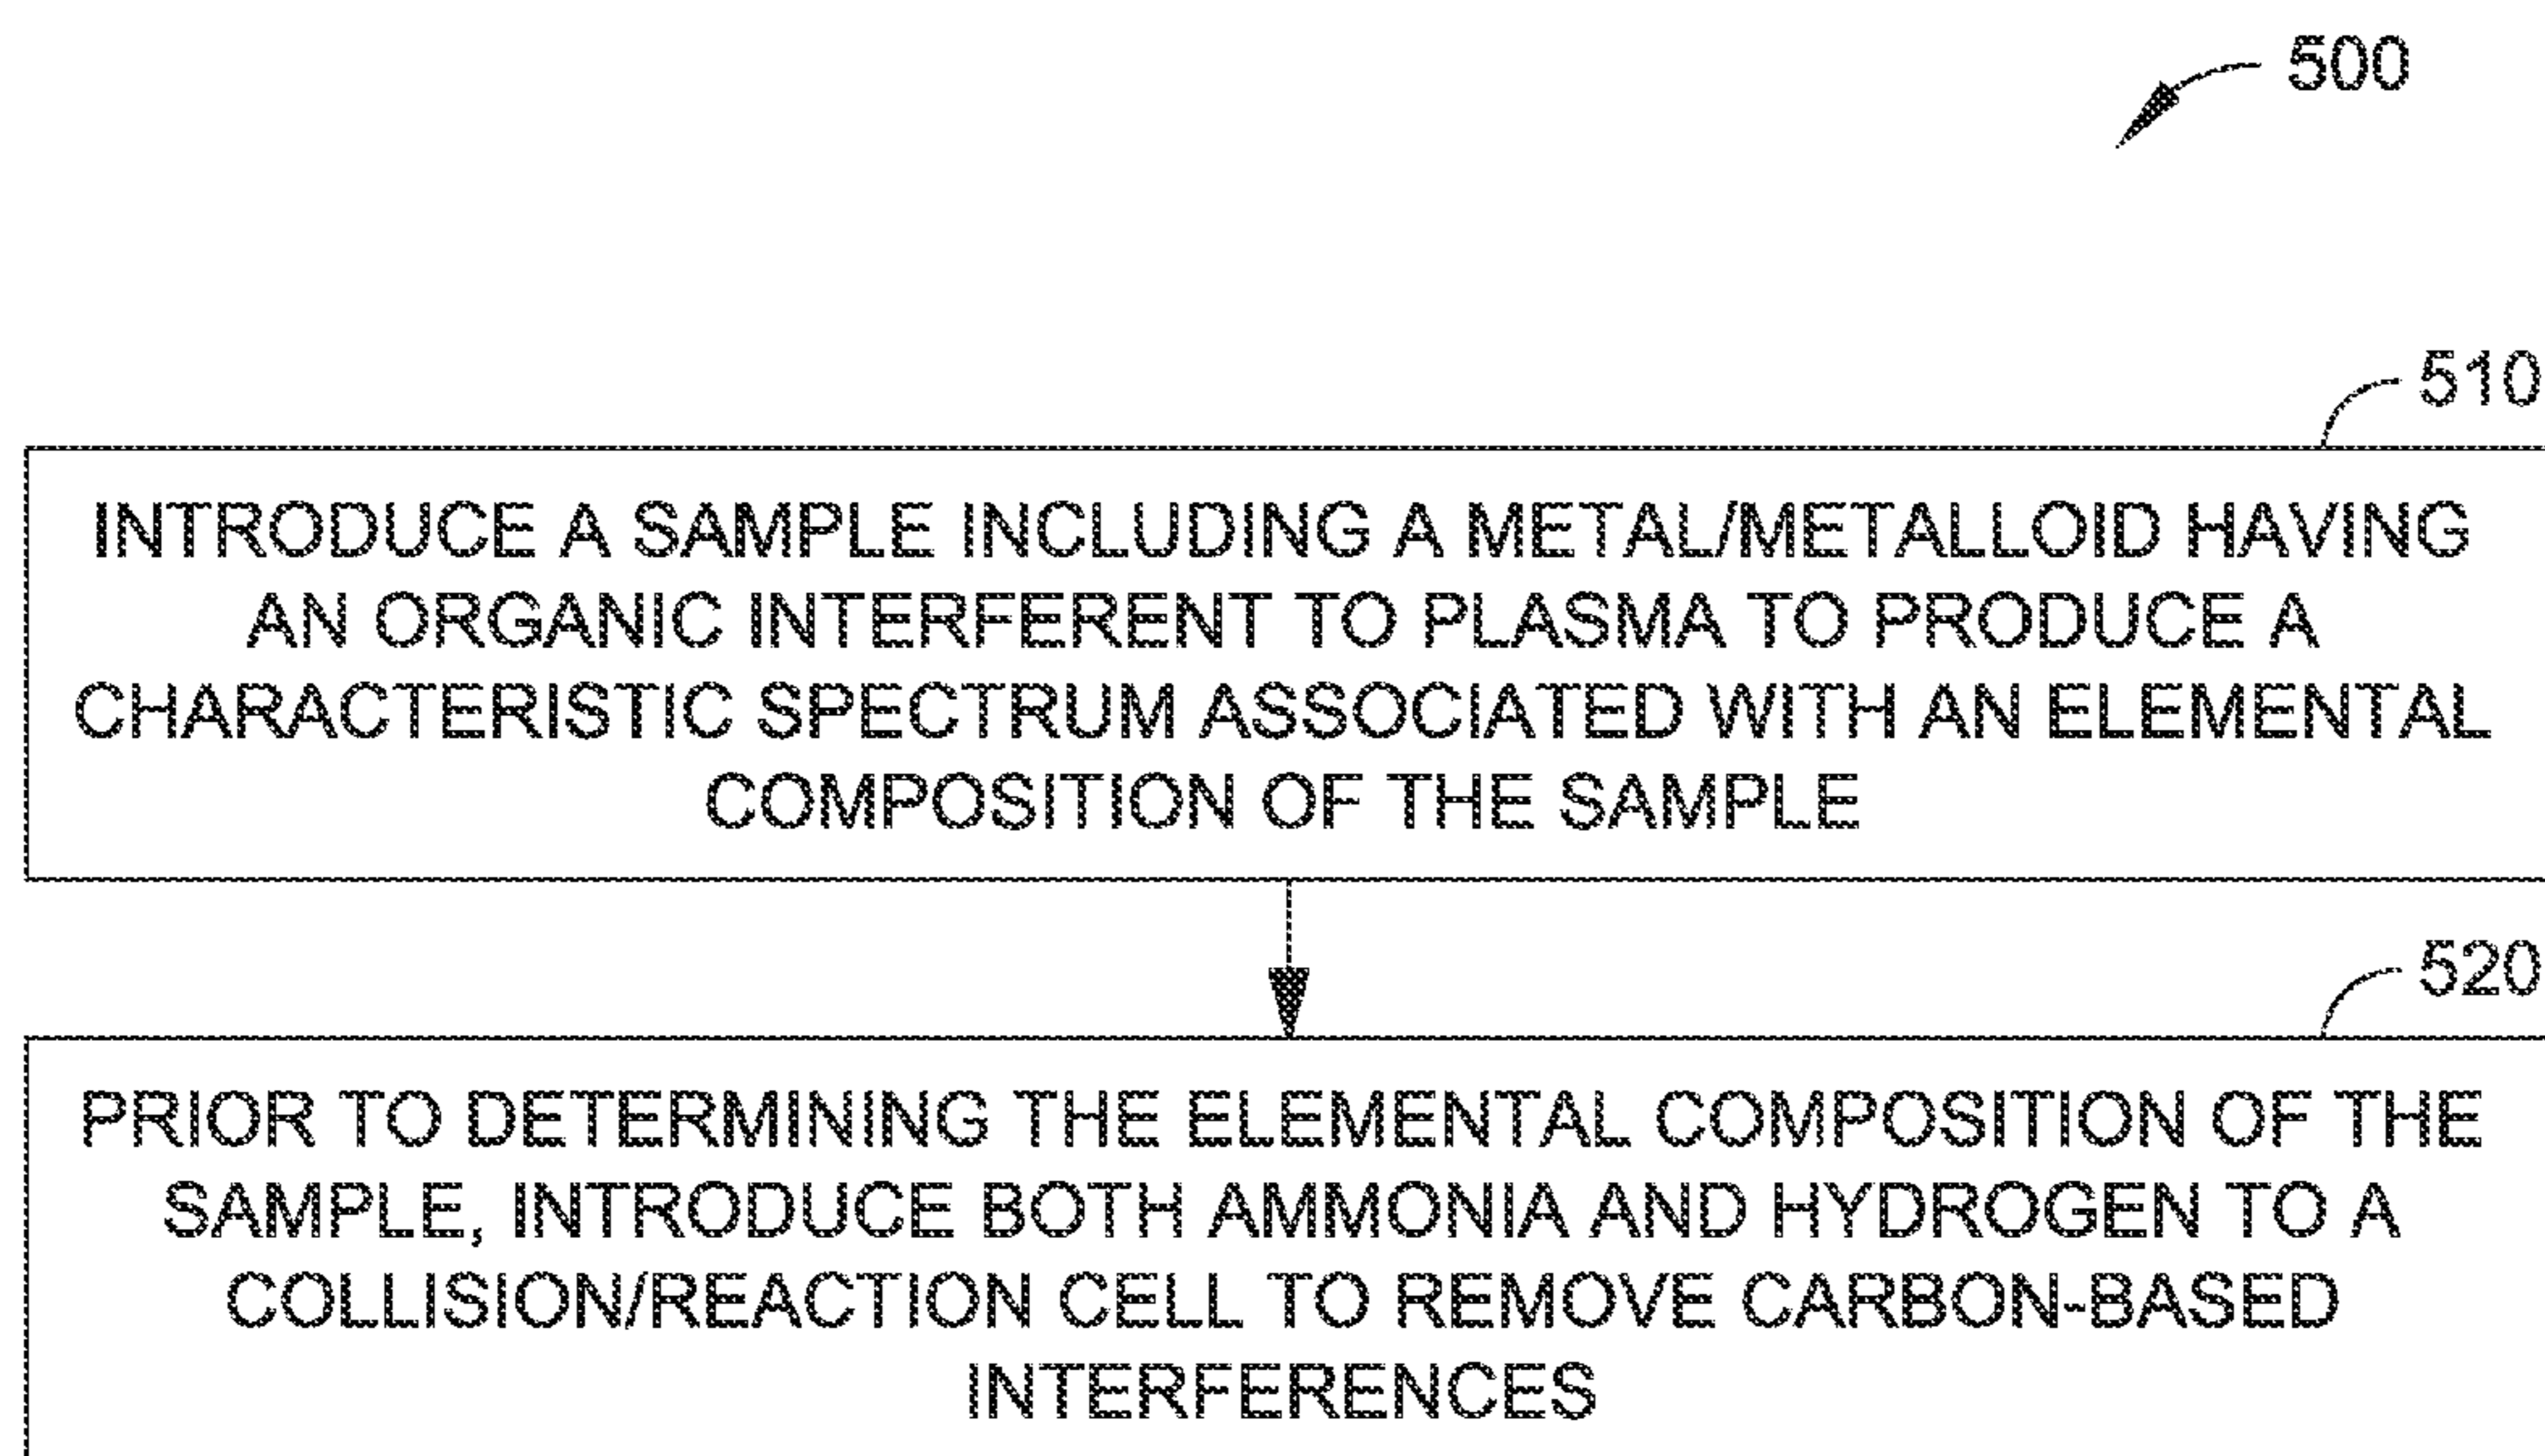 500
510
INTRODUCE A SAMPLE INCLUDING A METAL/METALLOID HAVING
AN ORGANIC INTERFERENT TO PLASMA TO PRODUCE A
CHARACTERISTIC SPECTRUM ASSOCIATED WITH AN ELEMENTAL
COMPOSITION OF THE SAMPLE
520
PRIOR TO DETERMINING THE ELEMENTAL COMPOSITION OF THE
SAMPLE, INTRODUCE BOTH AMMONIA AND HYDROGEN TO A
COLLISION/REACTION CELL TO REMOVE CARBON-BASED
INTERFERENCES